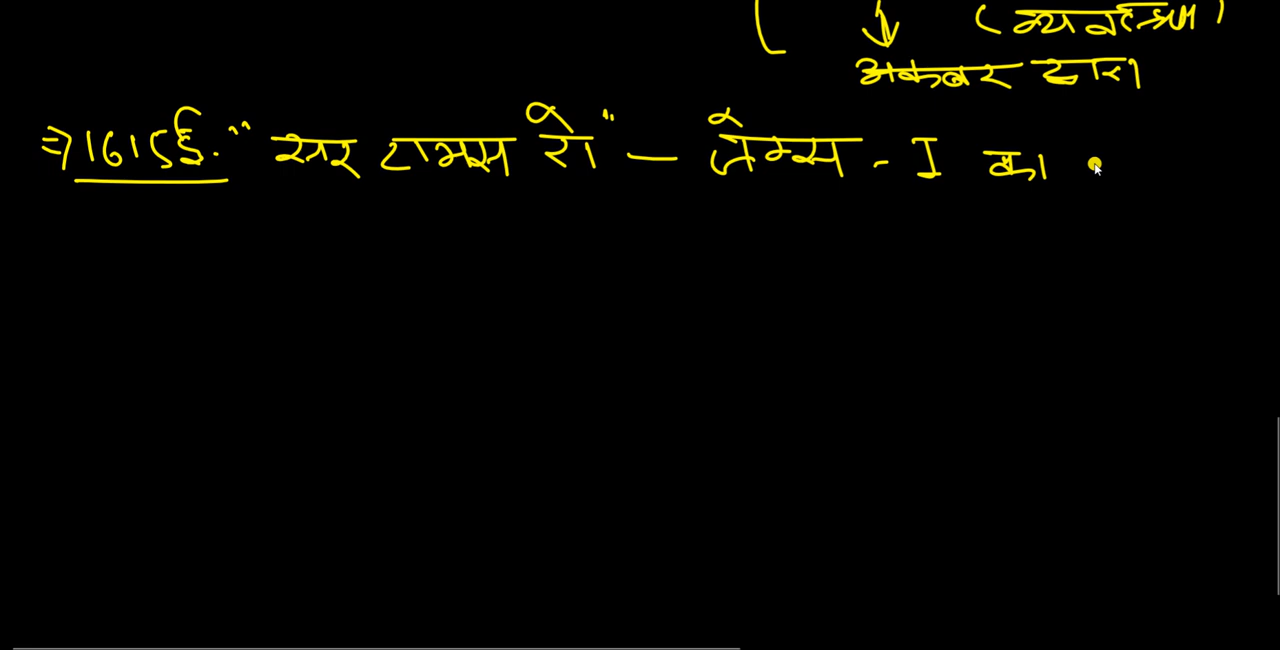 अकबर द्वारा
⇒ 1615ई. "सर टामस रो" — जेम्स - I का